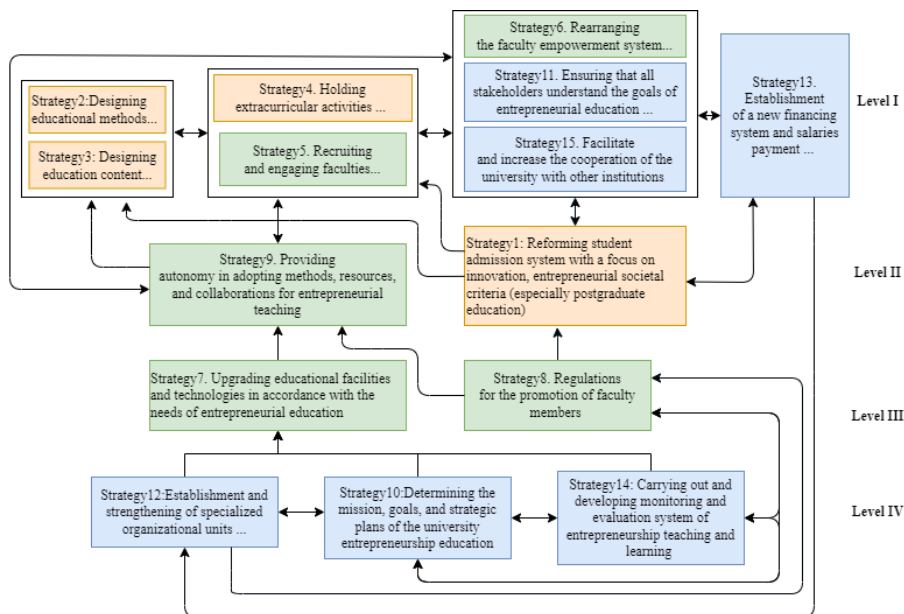 Strategy6. Rearranging
the faculty empowerment system...
Strategy11. Ensuring that all
stakeholders understand the goals of
entrepreneurial education ...
Strategy15. Facilitate
and increase the cooperation of the
university with other institutions
Strategy13.
Establishment
of a new financing
system and salaries
payment ...
Level I
Strategy4. Holding
extracurricular activities ...
Strategy5. Recruiting
and engaging faculties...
Strategy2:Designing
educational methods...
Strategy3: Designing
education content...
Strategy9. Providing
autonomy in adopting methods, resources,
and collaborations for entrepreneurial
teaching
Strategy1: Reforming student
admission system with a focus on
innovation, entrepreneurial societal
criteria (especially postgraduate
education)
Level II
Strategy7. Upgrading educational facilities
and technologies in accordance with the
needs of entrepreneurial education
Strategy8. Regulations
for the promotion of faculty
members
Level III
Strategy12:Establishment and
strengthening of specialized
organizational units ...
Strategy10:Determining the
mission, goals, and strategic
plans of the university
entrepreneurship education
Strategy14: Carrying out and
developing monitoring and
evaluation system of
entrepreneurship teaching and
learning
Level IV